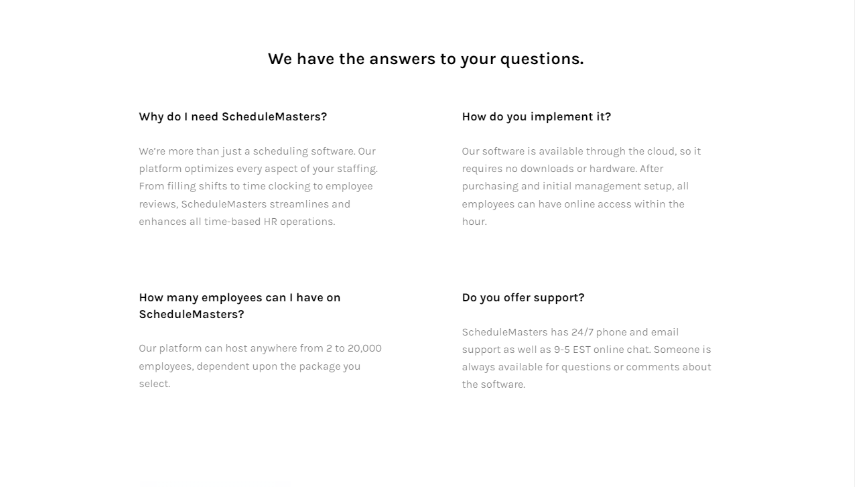 We have the answers to your questions.
Why do I need ScheduleMasters?
We're more than just a scheduling software. Our
platform optimizes every aspect of your staffing.
From filling shifts to time clocking to employee
reviews, ScheduleMasters streamlines and
enhances all time-based HR operations.
How do you implement it?
Our software is available through the cloud, so it
requires no downloads or hardware. After
purchasing and initial management setup, all
employees can have online access within the
hour.
How many employees can I have on
ScheduleMasters?
Our platform can host anywhere from 2 to 20,000
employees, dependent upon the package you
select.
Do you offer support?
ScheduleMasters has 24/7 phone and email
support as well as 9-5 EST online chat. Someone is
always available for questions or comments about
the software.